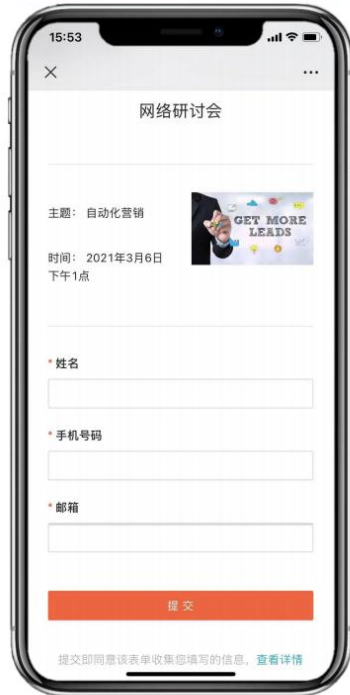 15:53
网络研讨会
主题： 自动化营销
GET MORE
LEADS
时间： 2021年3月6日
下午1点
* 姓名
* 手机号码
* 邮箱
提 交
提交即同意该表单收集您填写的信息，查看详情